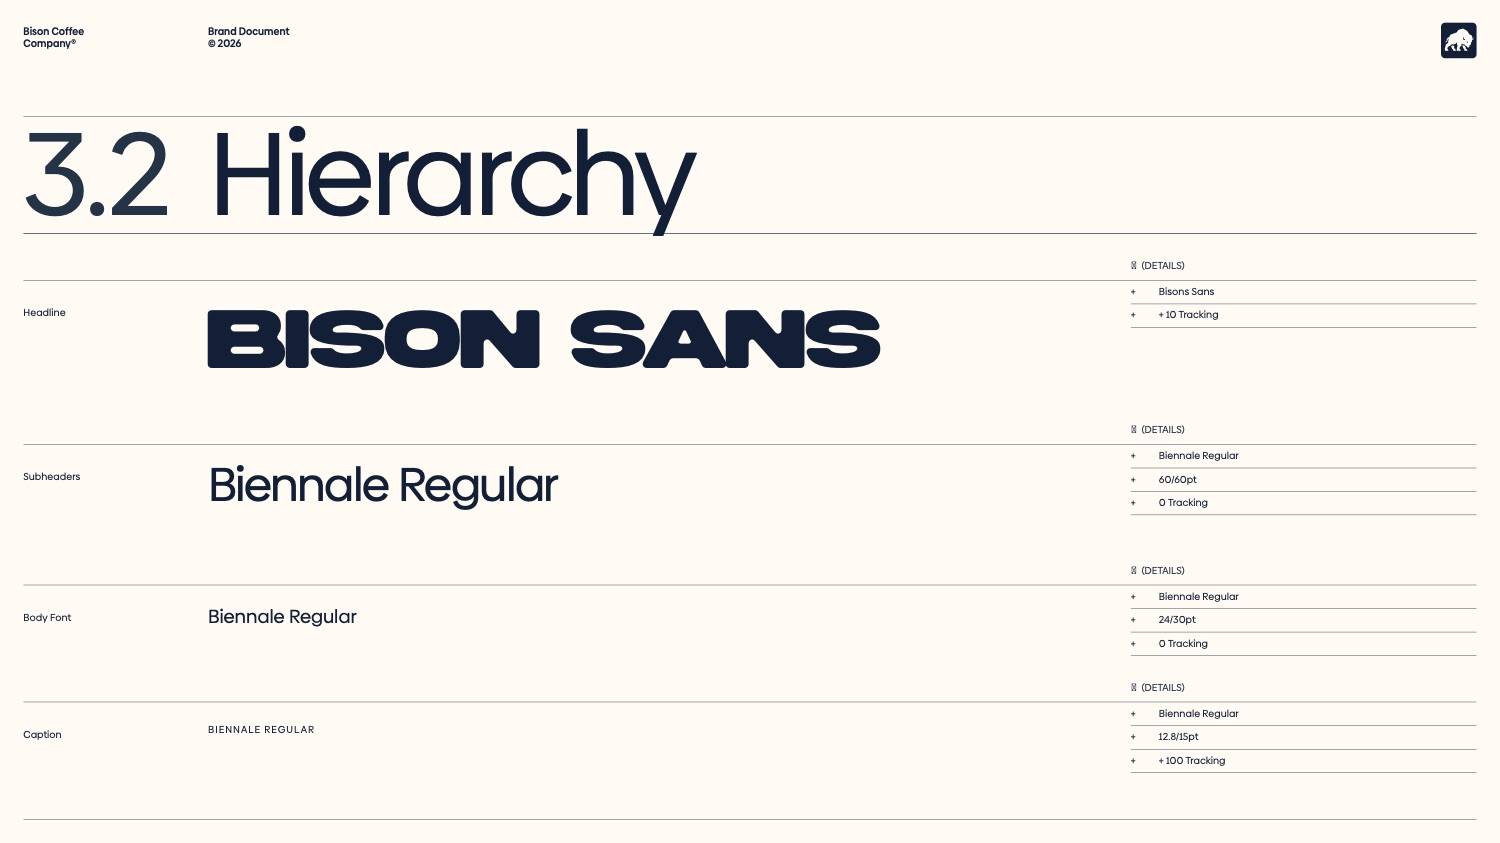 Bison Coffee
Company®
Brand Document
© 2026
3.2 Hierarchy
(DETAILS)
Headline
BISON SANS
+ Bisons Sans
+ +10 Tracking
(DETAILS)
Subheaders
Biennale Regular
+ Biennale Regular
+ 60/60pt
+ 0 Tracking
(DETAILS)
Body Font
Biennale Regular
+ Biennale Regular
+ 24/30pt
+ 0 Tracking
(DETAILS)
Caption
BIENNALE REGULAR
+ Biennale Regular
+ 12.8/15pt
+ +100 Tracking